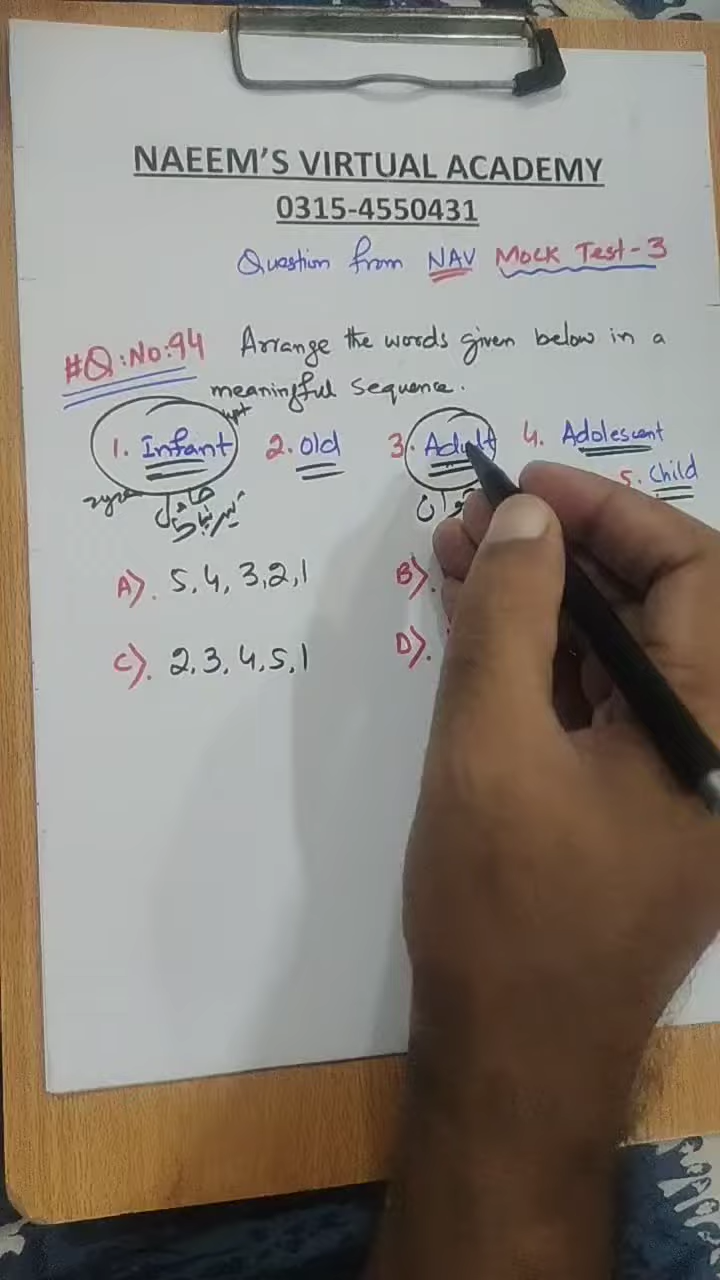 NAEEM'S VIRTUAL ACADEMY
0315-4550431
Question from NAV Mock Test-3
#Q:No:94 Arrange the words given below in a
meaningful sequence.
1. Infant 2. Old 3. Adult 4. Adolescent
5. Child
A). 5, 4, 3, 2, 1 B).
C). 2, 3, 4, 5, 1 D).